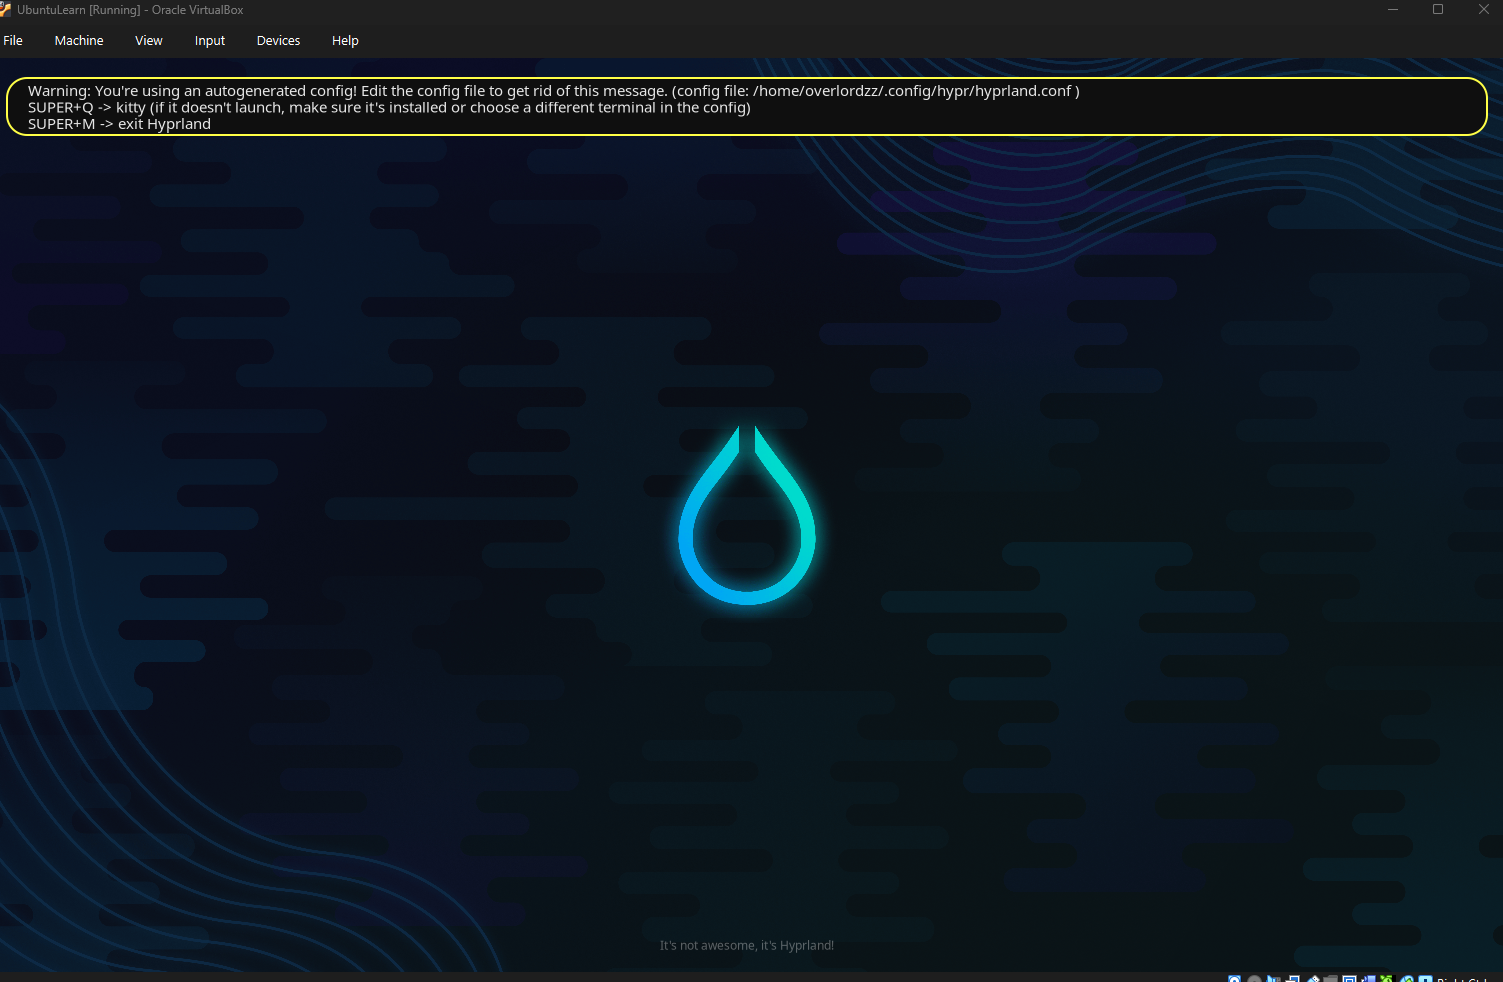 UbuntuLearn [Running] - Oracle VirtualBox
File Machine View Input Devices Help
Warning: You're using an autogenerated config! Edit the config file to get rid of this message. (config file: /home/overlordzz/.config/hypr/hyprland.conf )
SUPER+Q -> kitty (if it doesn't launch, make sure it's installed or choose a different terminal in the config)
SUPER+M -> exit Hyprland
It's not awesome, it's Hyprland!
Right Ctrl